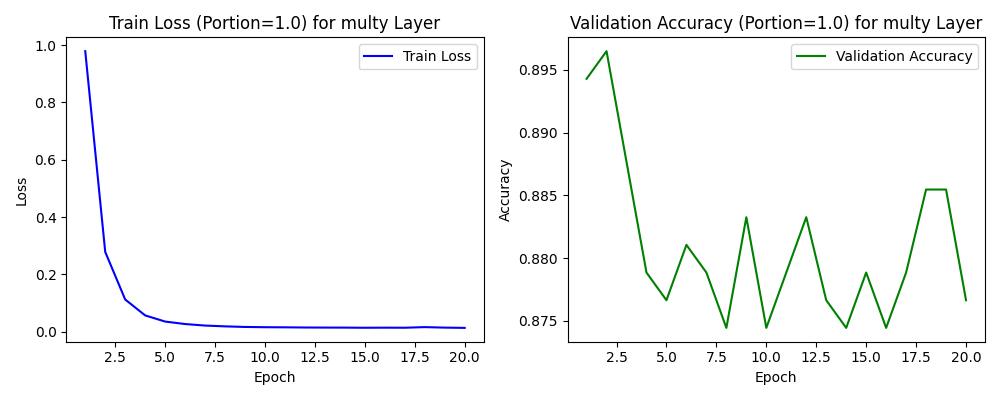 Train Loss (Portion=1.0) for multy Layer
Train Loss
1.0
0.8
0.6
0.4
0.2
0.0
Loss
2.5 5.0 7.5 10.0 12.5 15.0 17.5 20.0
Epoch
Validation Accuracy (Portion=1.0) for multy Layer
Validation Accuracy
0.895
0.890
0.885
0.880
0.875
Accuracy
2.5 5.0 7.5 10.0 12.5 15.0 17.5 20.0
Epoch